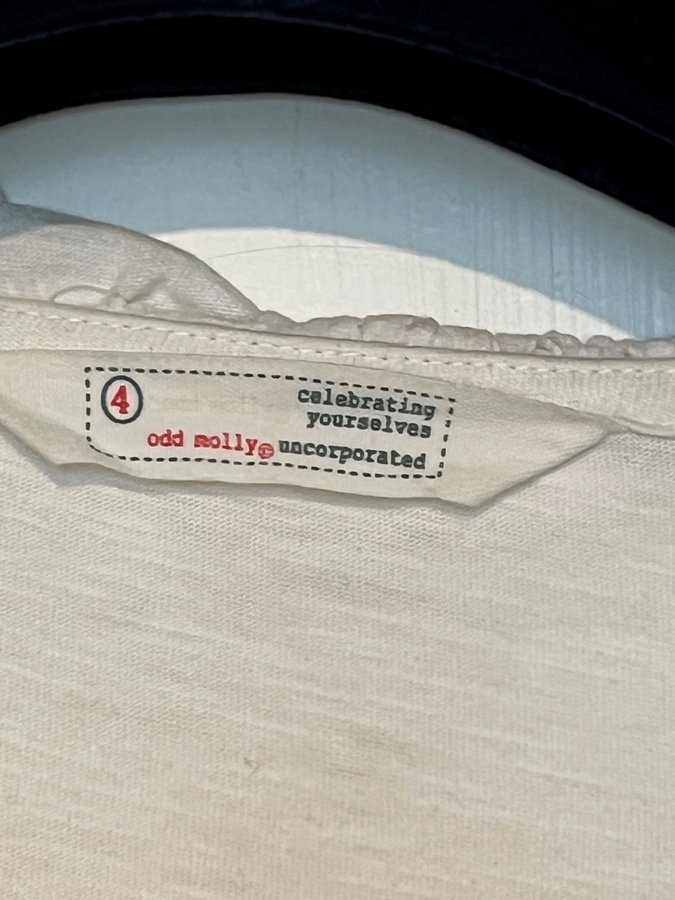 4
celebrating
yourselves
odd molly® uncorporated